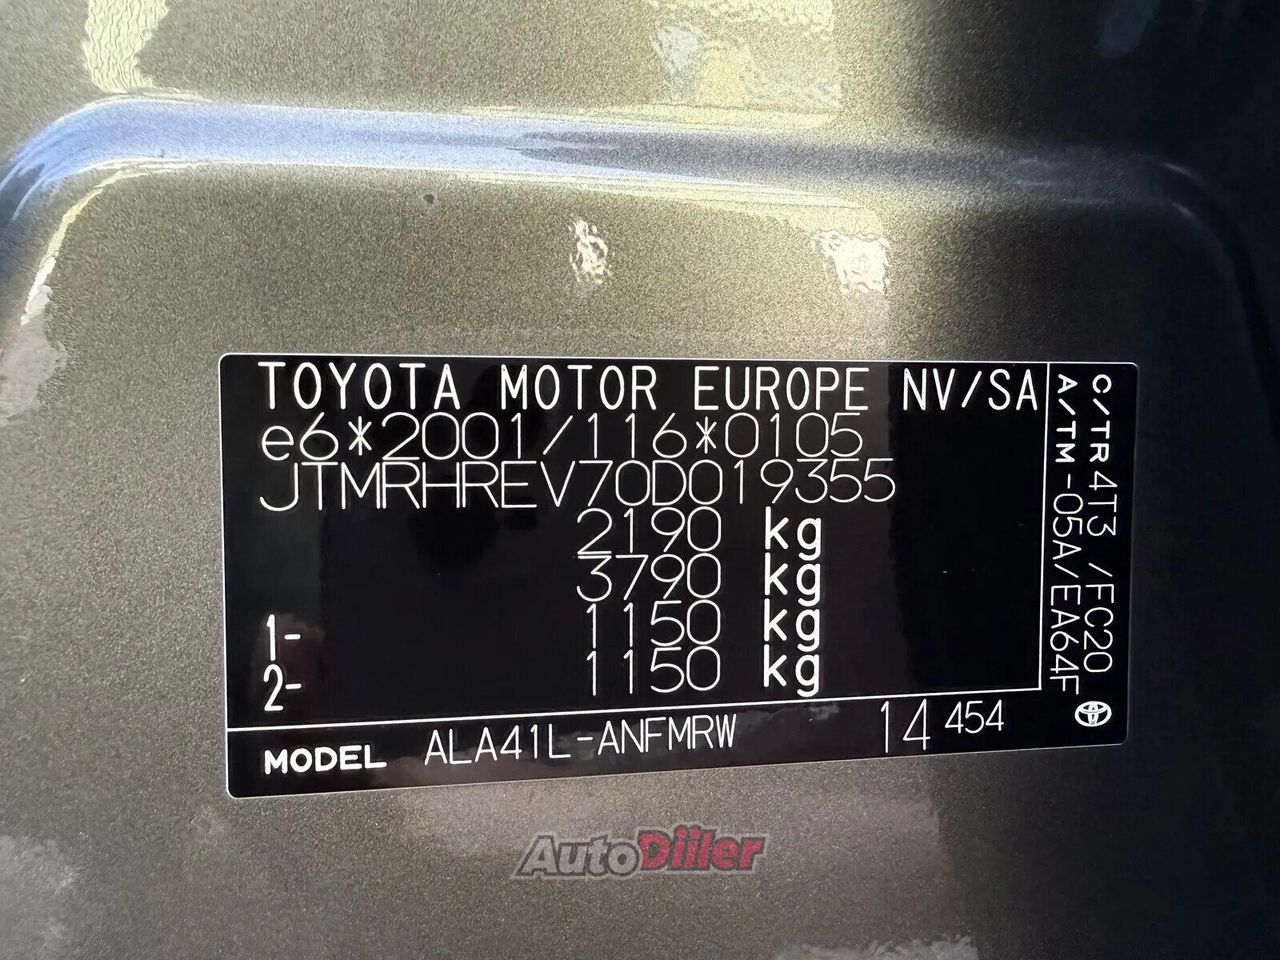 TOYOTA MOTOR EUROPE NV/SA
e6*2001/116*0105
JTMRHREV70D019355
2190 kg
3790 kg
1- 1150 kg
2- 1150 kg
MODEL ALA41L-ANFMRW 14 454
C/TR 4T3 /FC20
A/TM -05A/EA64F
AutoDiiler